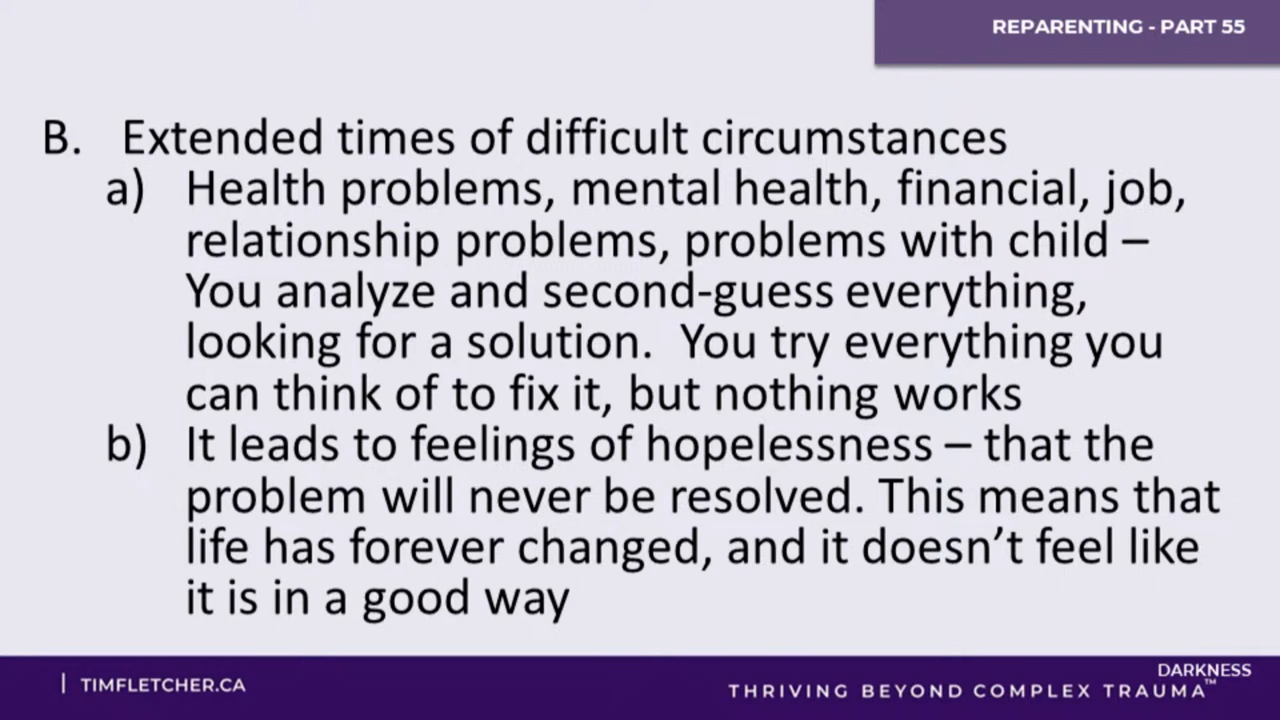 REPARENTING - PART 55
B. Extended times of difficult circumstances
a) Health problems, mental health, financial, job,
relationship problems, problems with child –
You analyze and second-guess everything,
looking for a solution.  You try everything you
can think of to fix it, but nothing works
b) It leads to feelings of hopelessness – that the
problem will never be resolved. This means that
life has forever changed, and it doesn’t feel like
it is in a good way
| TIMFLETCHER.CA
DARKNESS
THRIVING BEYOND COMPLEX TRAUMA™